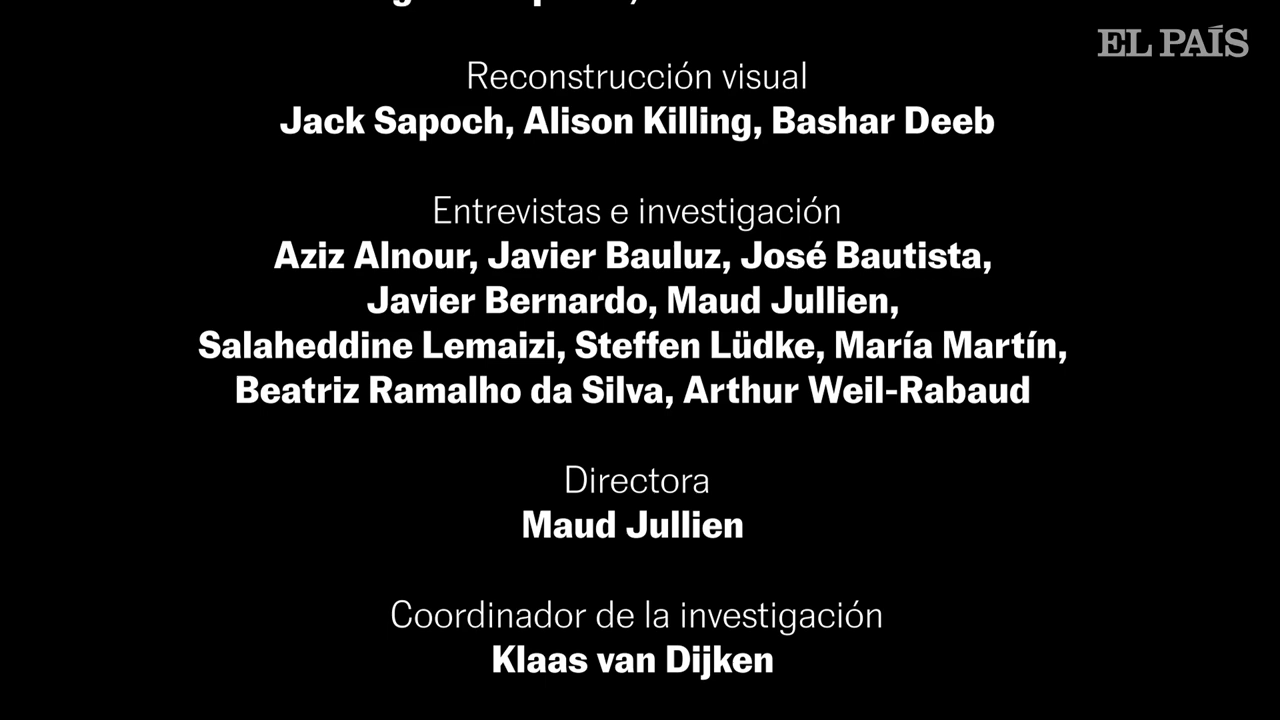 EL PAÍS
Reconstrucción visual
Jack Sapoch, Alison Killing, Bashar Deeb
Entrevistas e investigación
Aziz Alnour, Javier Bauluz, José Bautista,
Javier Bernardo, Maud Jullien,
Salaheddine Lemaizi, Steffen Lüdke, María Martín,
Beatriz Ramalho da Silva, Arthur Weil-Rabaud
Directora
Maud Jullien
Coordinador de la investigación
Klaas van Dijken